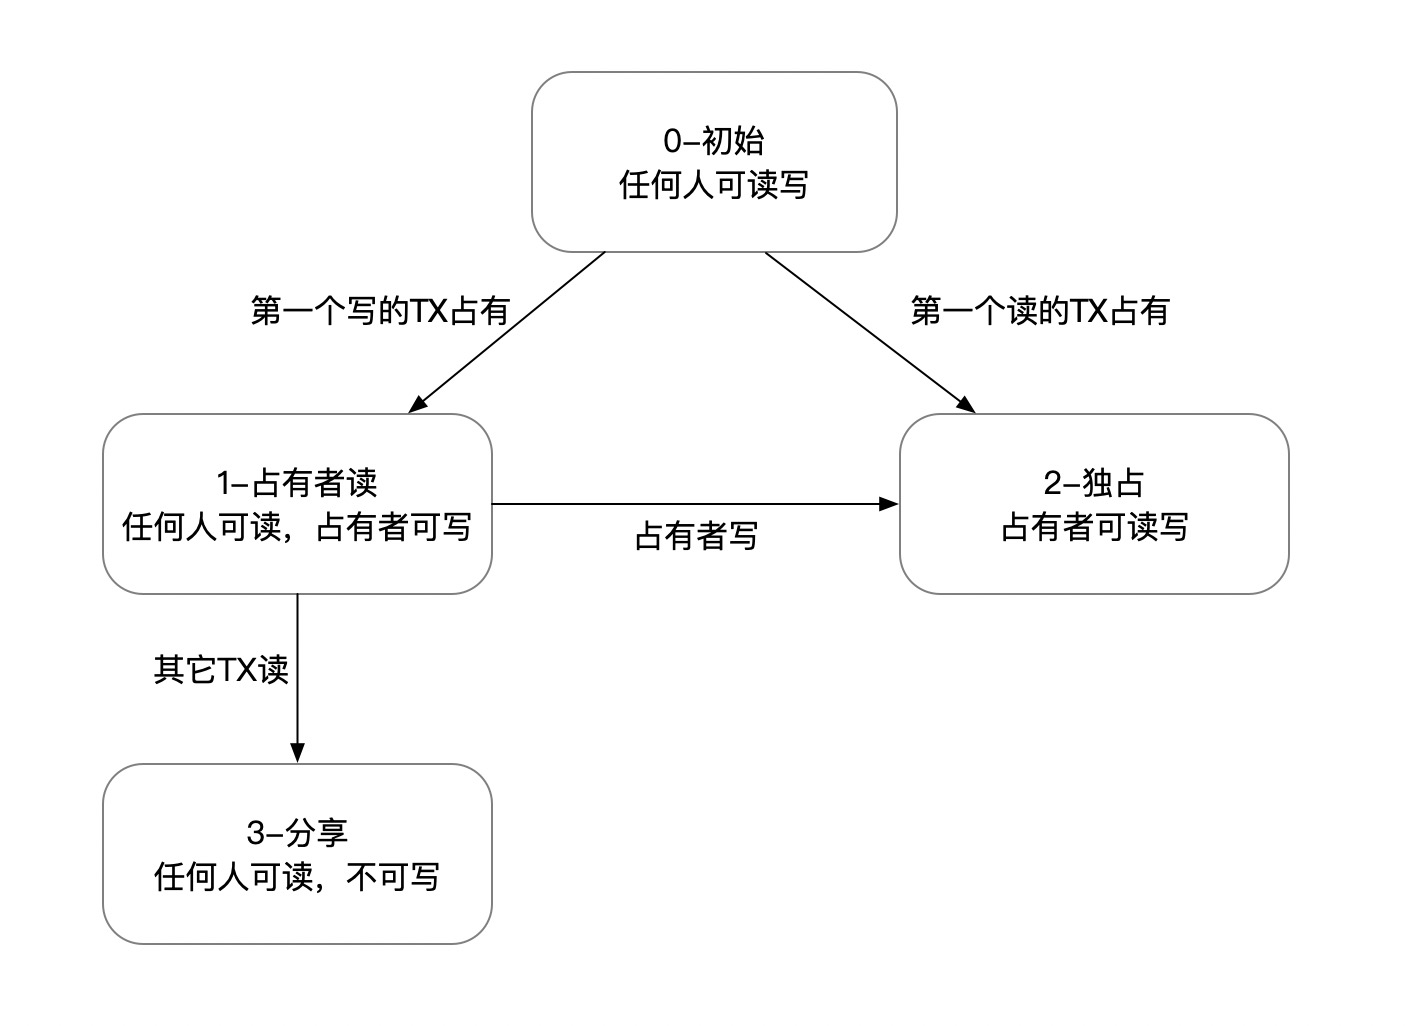 0-初始
任何人可读写
第一个写的TX占有
第一个读的TX占有
1-占有者读
任何人可读，占有者可写
占有者写
2-独占
占有者可读写
其它TX读
3-分享
任何人可读，不可写